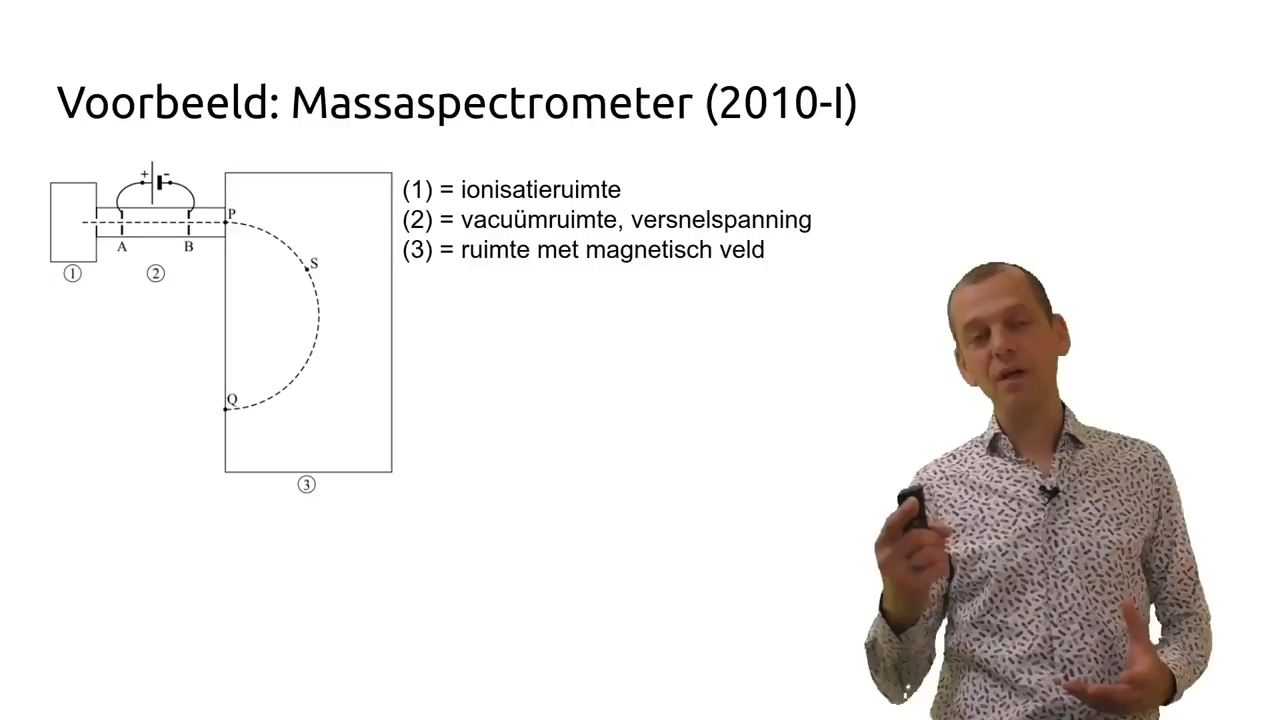 Voorbeeld: Massaspectrometer (2010-I)
+ -
P
A B
① ②
S
Q
③
(1) = ionisatieruimte
(2) = vacuümruimte, versnelspanning
(3) = ruimte met magnetisch veld